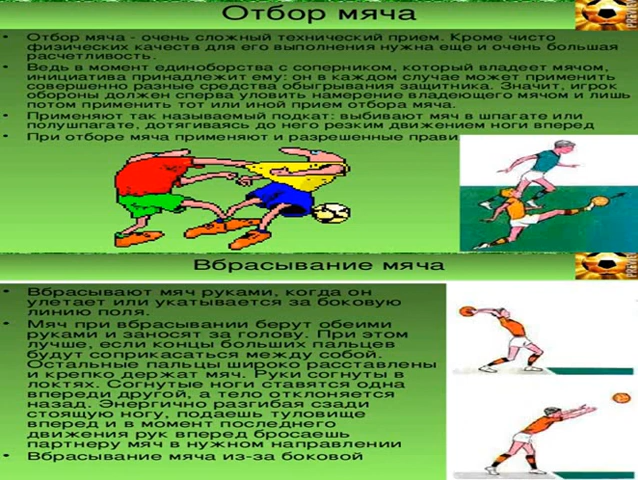 Отбор мяча
• Отбор мяча - очень сложный технический прием. Кроме чисто
физических качеств для его выполнения нужна еще и очень большая
расчетливость.
• Ведь в момент единоборства с соперником, который владеет мячом,
инициатива принадлежит ему: он в каждом случае может применить
совершенно разные средства обыгрывания защитника. Значит, игрок
обороны должен сперва уловить намерение владеющего мячом и лишь
потом применить тот или иной прием отбора мяча.
• Применяют так называемый подкат: выбивают мяч в шпагате или
полушпагате, дотягиваясь до него резким движением ноги вперед
• При отборе мяча применяют и разрешенные прави
Вбрасывание мяча
• Вбрасывают мяч руками, когда он
улетает или укатывается за боковую
линию поля.
• Мяч при вбрасывании берут обеими
руками и заносят за голову. При этом
лучше, если концы больших пальцев
будут соприкасаться между собой.
Остальные пальцы широко расставлены
и крепко держат мяч. Руки согнуты в
локтях. Согнутые ноги ставятся одна
впереди другой, а тело отклоняется
назад. Энергично разгибая сзади
стоящую ногу, подаешь туловище
вперед и в момент последнего
движения рук вперед бросаешь
партнеру мяч в нужном направлении
• Вбрасывание мяча из-за боковой